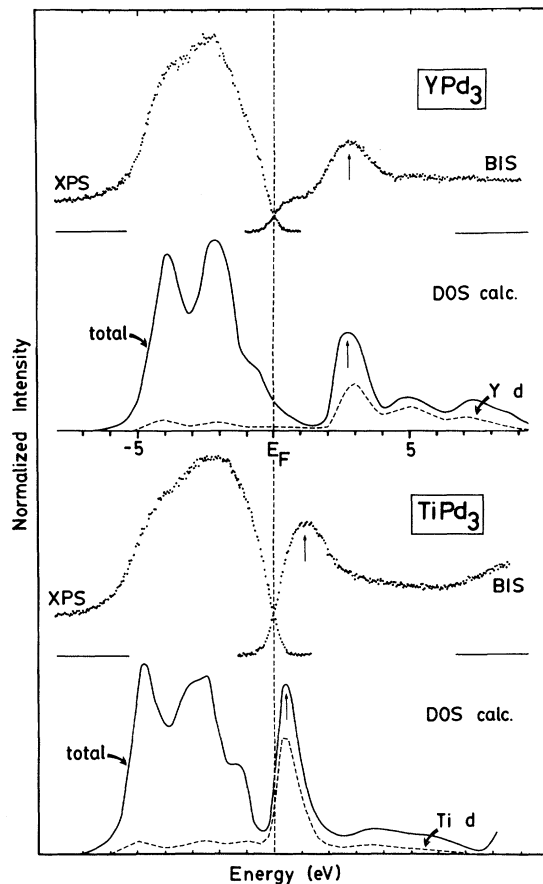 YPd3
XPS
BIS
DOS calc.
total
Y d
-5
EF
5
Normalized Intensity
TiPd3
XPS
BIS
DOS calc.
total
Ti d
Energy (eV)